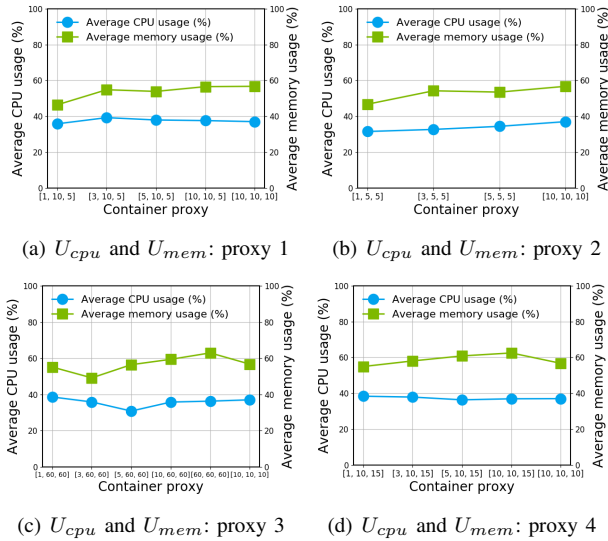 100
80
60
40
20
0
Average CPU usage (%)
Average CPU usage (%)
Average memory usage (%)
100
80
60
40
20
0
Average memory usage (%)
[1, 10, 5] [3, 10, 5] [5, 10, 5] [10, 10, 5] [10, 10, 10]
Container proxy
(a) U_cpu and U_mem: proxy 1
100
80
60
40
20
0
Average CPU usage (%)
Average CPU usage (%)
Average memory usage (%)
100
80
60
40
20
0
Average memory usage (%)
[1, 5, 5] [3, 5, 5] [5, 5, 5] [10, 10, 10]
Container proxy
(b) U_cpu and U_mem: proxy 2
100
80
60
40
20
0
Average CPU usage (%)
Average CPU usage (%)
Average memory usage (%)
100
80
60
40
20
0
Average memory usage (%)
[1, 60, 60] [3, 60, 60] [5, 60, 60] [10, 60, 60] [60, 60, 60] [10, 10, 10]
Container proxy
(c) U_cpu and U_mem: proxy 3
100
80
60
40
20
0
Average CPU usage (%)
Average CPU usage (%)
Average memory usage (%)
100
80
60
40
20
0
Average memory usage (%)
[1, 10, 15] [3, 10, 15] [5, 10, 15] [10, 10, 15] [10, 10, 10]
Container proxy
(d) U_cpu and U_mem: proxy 4